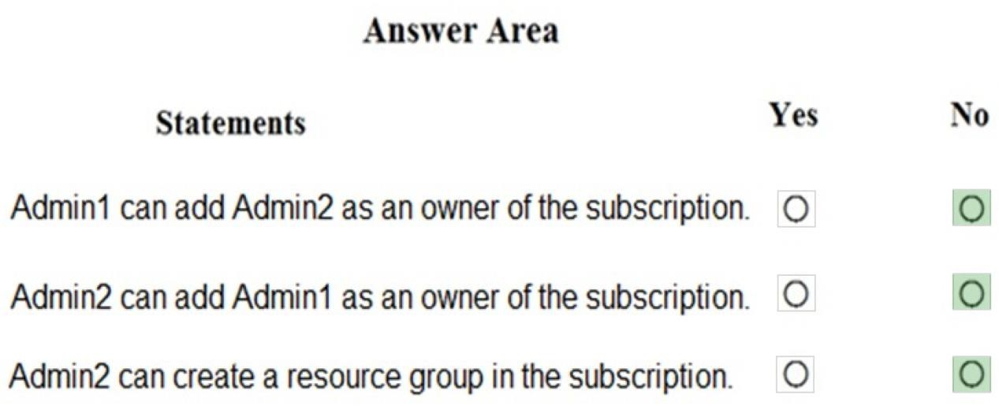 Answer Area
Statements Yes No
Admin1 can add Admin2 as an owner of the subscription.
Admin2 can add Admin1 as an owner of the subscription.
Admin2 can create a resource group in the subscription.